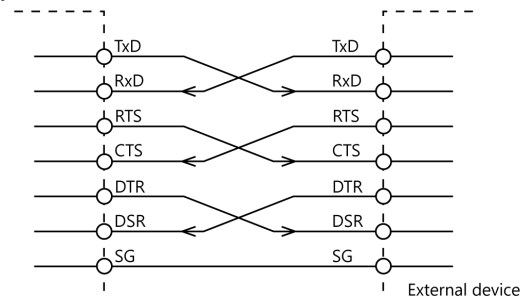 TxD TxD
RxD RxD
RTS RTS
CTS CTS
DTR DTR
DSR DSR
SG SG
External device